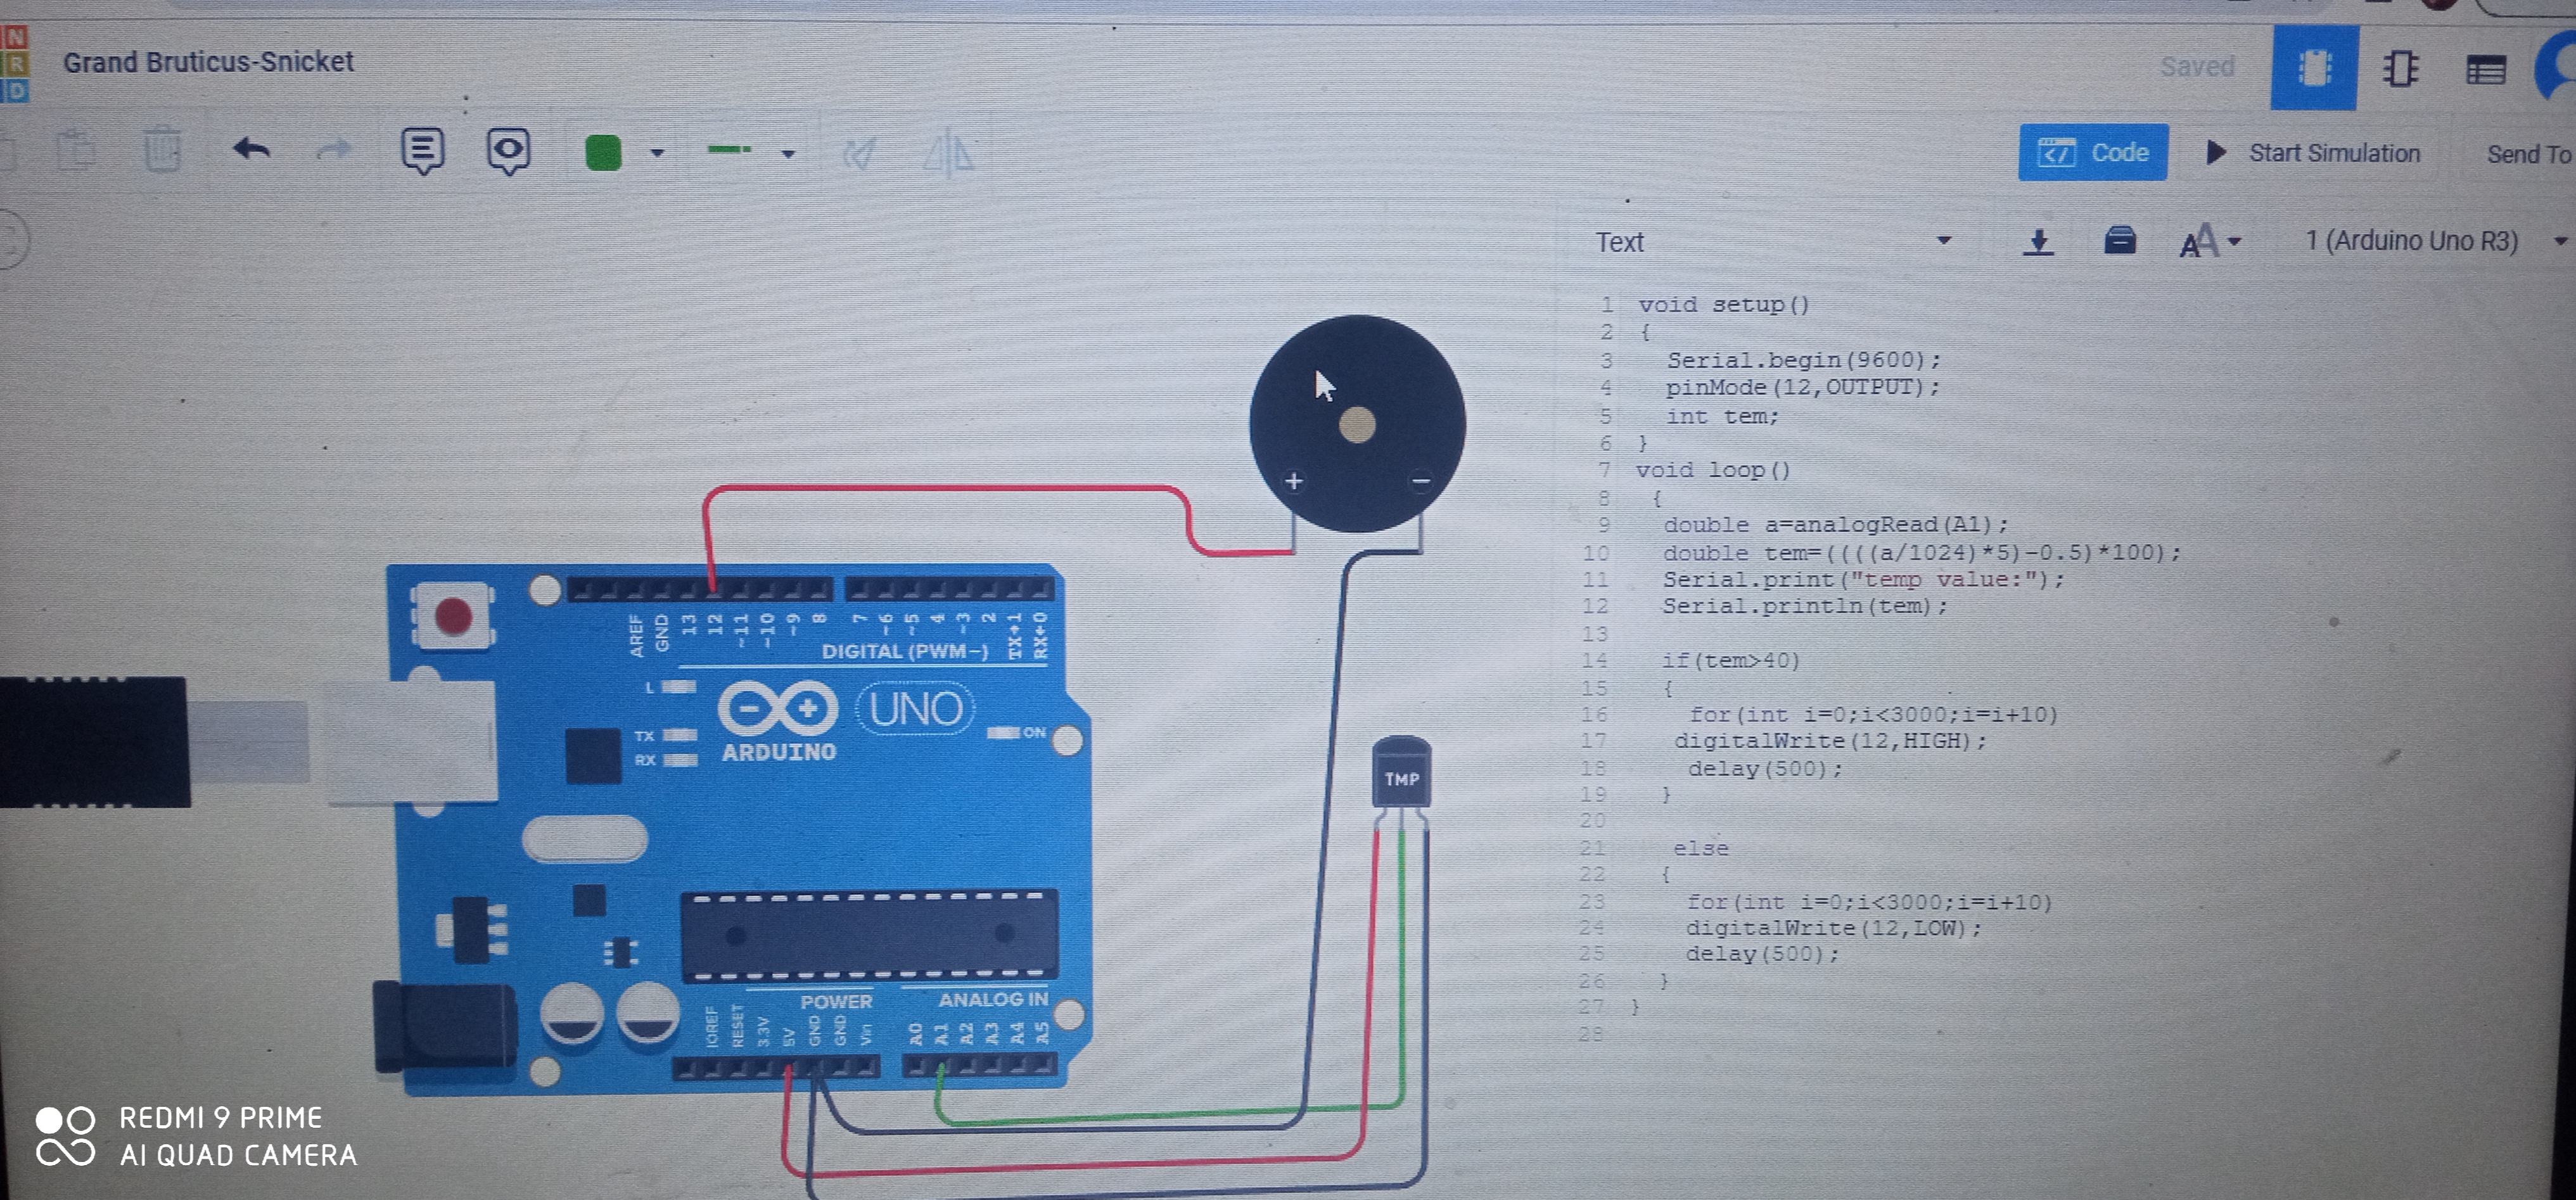 N
R
D
Grand Bruticus-Snicket
Saved
Code
Start Simulation
Send To
Text
1 (Arduino Uno R3)
1 void setup()
2 {
3 Serial.begin(9600);
4 pinMode(12,OUTPUT);
5 int tem;
6 }
7 void loop()
8 {
9 double a=analogRead(A1);
10 double tem=((((a/1024)*5)-0.5)*100);
11 Serial.print("temp value:");
12 Serial.println(tem);
13
14 if(tem>40)
15 {
16 for(int i=0;i<3000;i=i+10)
17 digitalWrite(12,HIGH);
18 delay(500);
19 }
20
21 else
22 {
23 for(int i=0;i<3000;i=i+10)
24 digitalWrite(12,LOW);
25 delay(500);
26 }
27 }
28
+ −
AREF GND 13 12 ~11 ~10 ~9 8 7 ~6 ~5 4 ~3 2 TX→1 RX←0
DIGITAL (PWM~)
L
TX
RX
UNO
ON
ARDUINO
TMP
POWER
ANALOG IN
IOREF RESET 3.3V 5V GND GND Vin A0 A1 A2 A3 A4 A5
REDMI 9 PRIME
AI QUAD CAMERA